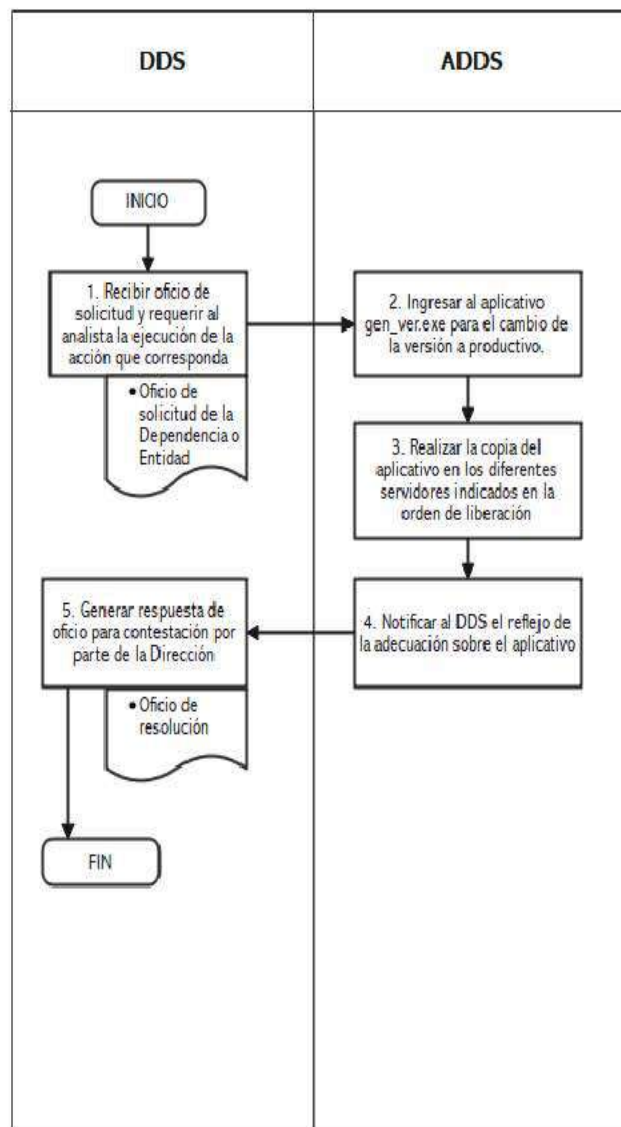 DDS
ADDS
INICIO
1. Recibir oficio de
solicitud y requerir al
analista la ejecución de la
acción que corresponda
• Oficio de
solicitud de la
Dependencia o
Entidad
2. Ingresar al aplicativo
gen_ver.exe para el cambio de
la versión a productivo.
3. Realizar la copia del
aplicativo en los diferentes
servidores indicados en la
orden de liberación
4. Notificar al DDS el reflejo de
la adecuación sobre el aplicativo
5. Generar respuesta de
oficio para contestación por
parte de la Dirección
• Oficio de
resolución
FIN